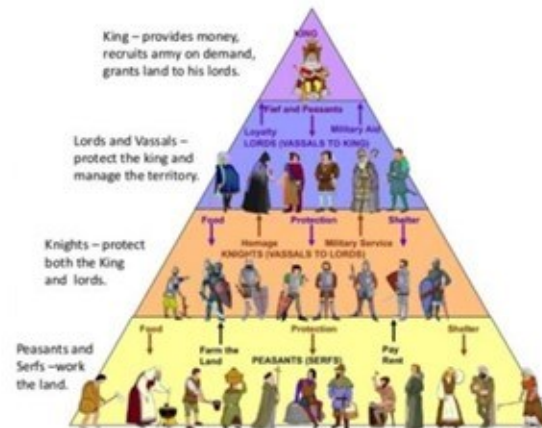 King – provides money,
recruits army on demand,
grants land to his lords.
KING
Fief and Peasants
Loyalty Military Aid
LORDS (VASSALS TO KING)
Lords and Vassals –
protect the king and
manage the territory.
Food Protection Shelter
Homage Military Service
KNIGHTS (VASSALS TO LORDS)
Knights – protect
both the King
and lords.
Food Protection Shelter
Farm the Land
Pay Rent
PEASANTS (SERFS)
Peasants and
Serfs –work
the land.